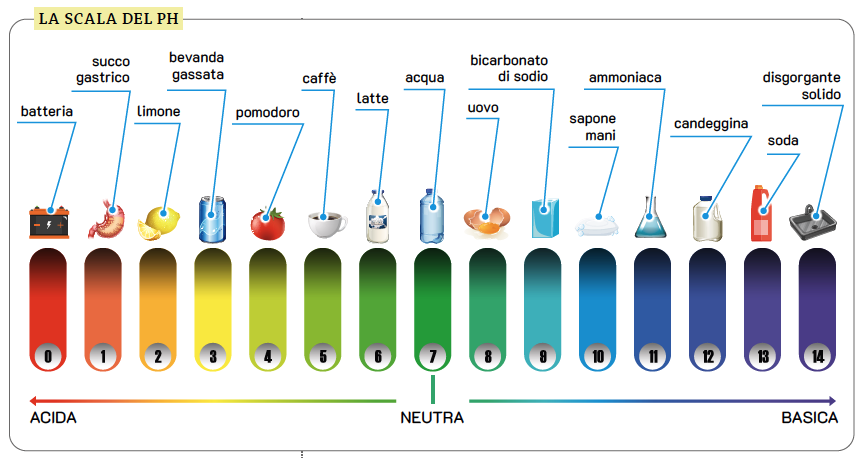 LA SCALA DEL PH
batteria
succo
gastrico
limone
bevanda
gassata
pomodoro
caffè
latte
acqua
uovo
bicarbonato
di sodio
sapone
mani
ammoniaca
candeggina
soda
disgorgante
solido
0 1 2 3 4 5 6 7 8 9 10 11 12 13 14
ACIDA NEUTRA BASICA